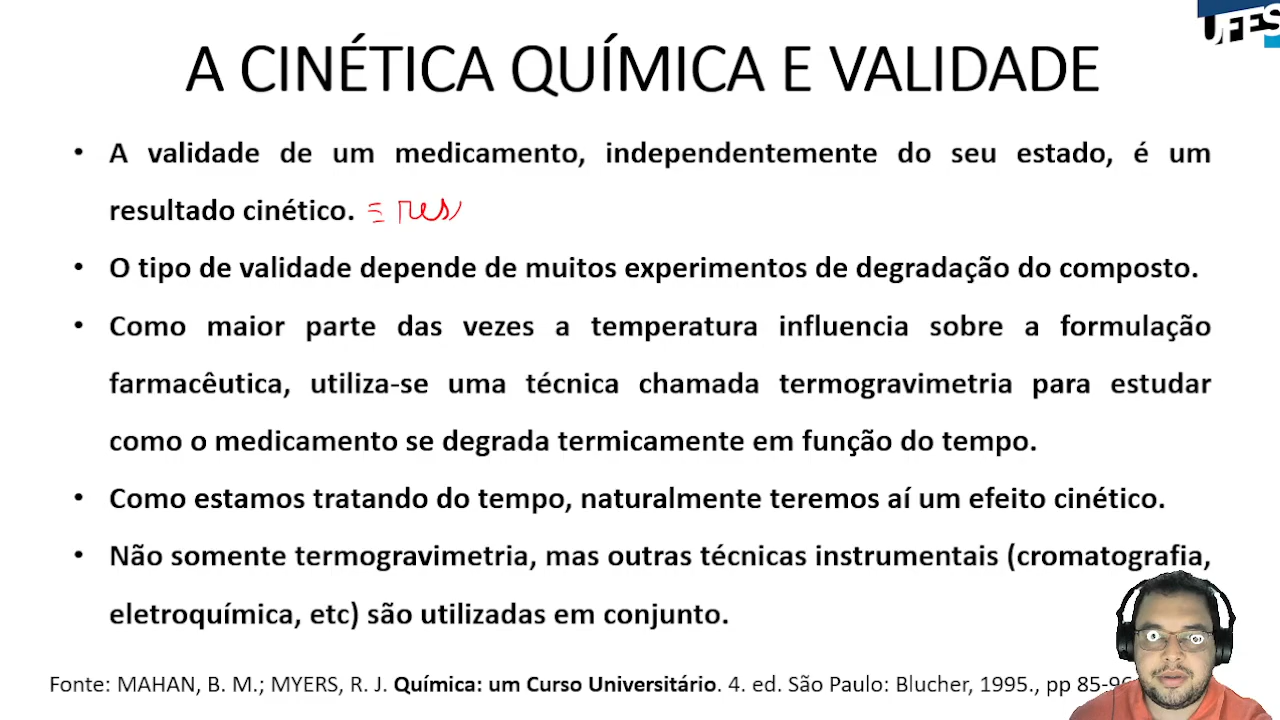 UFES
A CINÉTICA QUÍMICA E VALIDADE
• A validade de um medicamento, independentemente do seu estado, é um
resultado cinético. = res
• O tipo de validade depende de muitos experimentos de degradação do composto.
• Como maior parte das vezes a temperatura influencia sobre a formulação
farmacêutica, utiliza-se uma técnica chamada termogravimetria para estudar
como o medicamento se degrada termicamente em função do tempo.
• Como estamos tratando do tempo, naturalmente teremos aí um efeito cinético.
• Não somente termogravimetria, mas outras técnicas instrumentais (cromatografia,
eletroquímica, etc) são utilizadas em conjunto.
Fonte: MAHAN, B. M.; MYERS, R. J. Química: um Curso Universitário. 4. ed. São Paulo: Blucher, 1995., pp 85-96